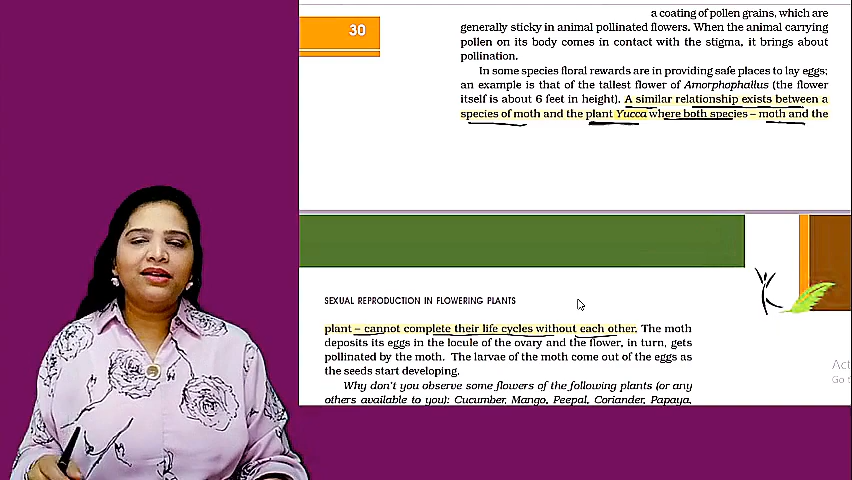 a coating of pollen grains, which are
30
generally sticky in animal pollinated flowers. When the animal carrying
pollen on its body comes in contact with the stigma, it brings about
pollination.
In some species floral rewards are in providing safe places to lay eggs;
an example is that of the tallest flower of Amorphophallus (the flower
itself is about 6 feet in height). A similar relationship exists between a
species of moth and the plant Yucca where both species – moth and the
SEXUAL REPRODUCTION IN FLOWERING PLANTS
plant – cannot complete their life cycles without each other. The moth
deposits its eggs in the locule of the ovary and the flower, in turn, gets
pollinated by the moth. The larvae of the moth come out of the eggs as
the seeds start developing.
Why don't you observe some flowers of the following plants (or any
others available to you): Cucumber, Mango, Peepal, Coriander, Papaya,